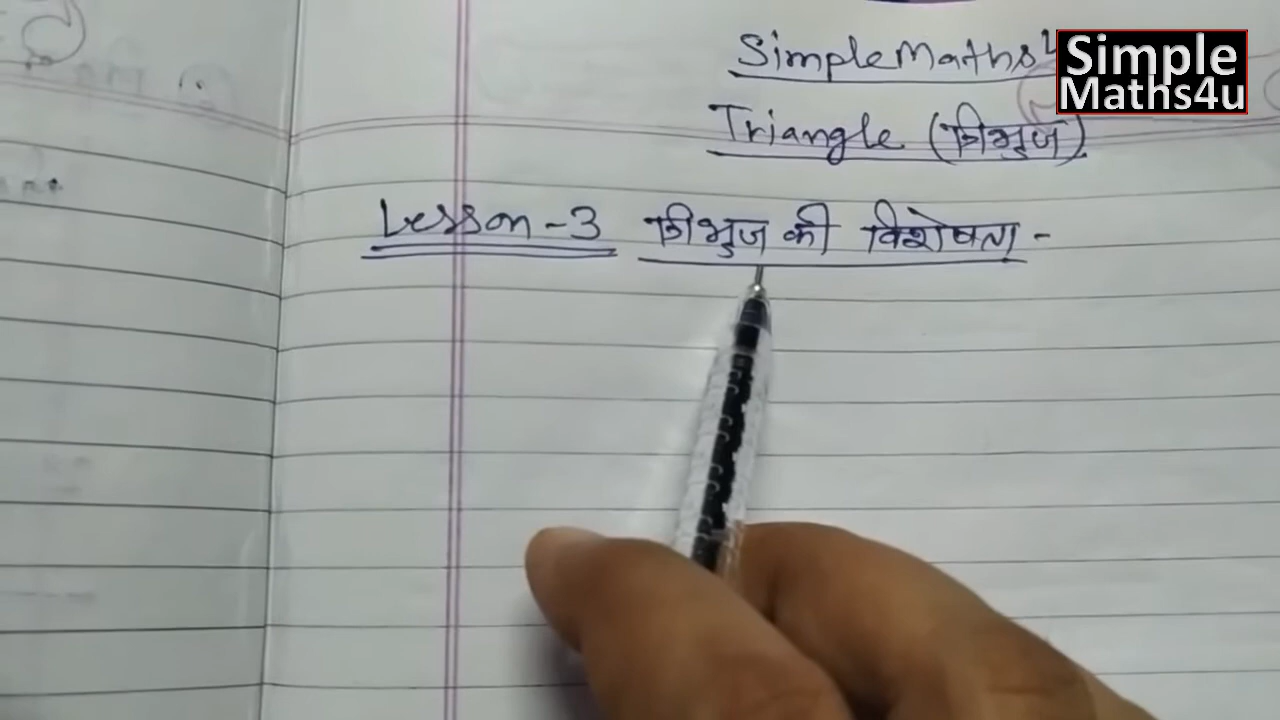 SimpleMaths4
Simple
Maths4u
Triangle (त्रिभुज)
Lesson-3 त्रिभुज की विशेषता -